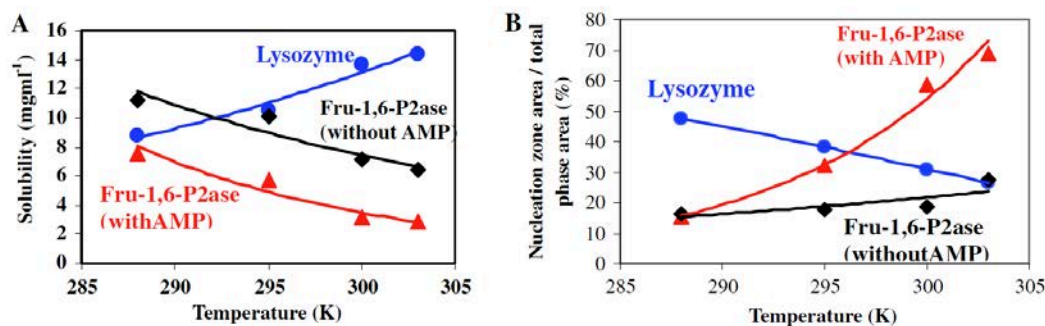 A
Solubility (mgml-1)
16
14
12
10
8
6
4
2
0
Lysozyme
Fru-1,6-P2ase
(without AMP)
Fru-1,6-P2ase
(withAMP)
285
290
295
300
305
Temperature (K)
B
Nucleation zone area / total
phase area (%)
80
70
60
50
40
30
20
10
0
Fru-1,6-P2ase
(with AMP)
Lysozyme
Fru-1,6-P2ase
(withoutAMP)
285
290
295
300
305
Temperature (K)